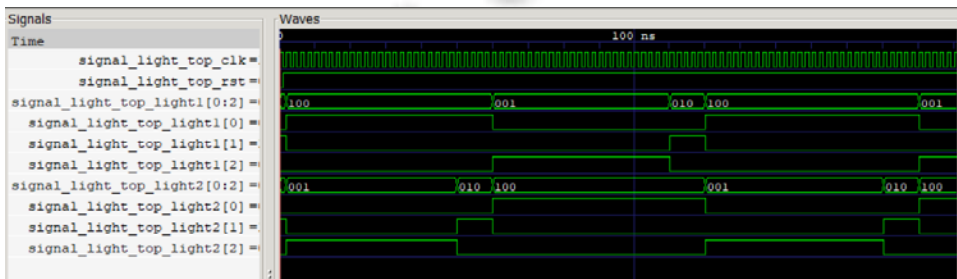 Signals
Waves
Time
100 ns
signal_light_top_clk=
signal_light_top_rst=
signal_light_top_light1[0:2] =
100 001 010 100 001
signal_light_top_light1[0] =
signal_light_top_light1[1] =
signal_light_top_light1[2] =
signal_light_top_light2[0:2] =
001 010 100 001 010 100
signal_light_top_light2[0] =
signal_light_top_light2[1] =
signal_light_top_light2[2] =